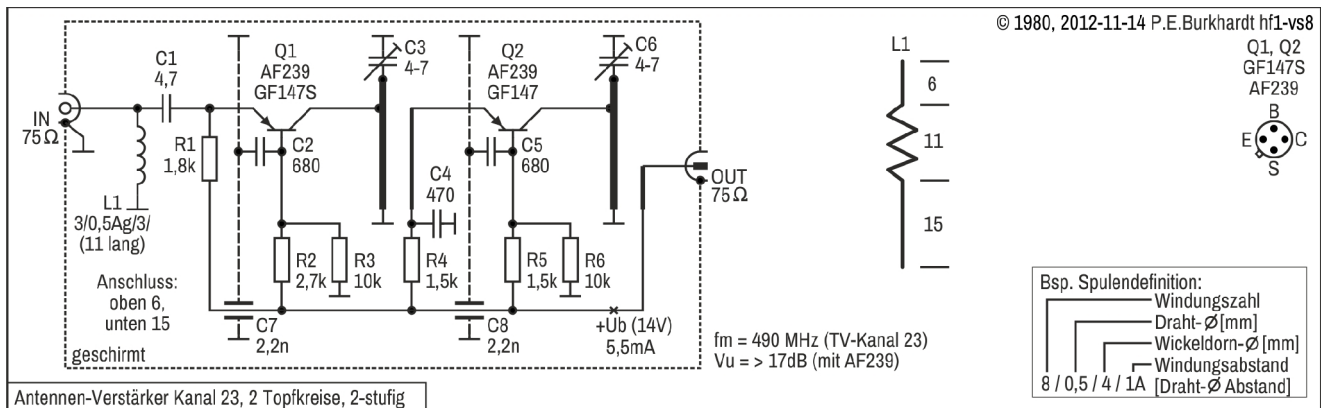 © 1980, 2012-11-14 P.E.Burkhardt hf1-vs8
IN
75Ω
C1
4,7
L1
3/0,5Ag/3/
(11 lang)
Anschluss:
oben 6,
unten 15
geschirmt
R1
1,8k
Q1
AF239
GF147S
C2
680
C3
4-7
R2
2,7k
R3
10k
C7
2,2n
Q2
AF239
GF147
C4
470
C5
680
C6
4-7
R4
1,5k
R5
1,5k
R6
10k
C8
2,2n
+Ub (14V)
5,5mA
OUT
75Ω
fm = 490 MHz (TV-Kanal 23)
Vu = > 17dB (mit AF239)
L1
6
11
15
Q1, Q2
GF147S
AF239
B
E
C
S
Bsp. Spulendefinition:
Windungszahl
Draht-Ø[mm]
Wickeldorn-Ø[mm]
Windungsabstand
8 / 0,5 / 4 / 1A [Draht-Ø Abstand]
Antennen-Verstärker Kanal 23, 2 Topfkreise, 2-stufig